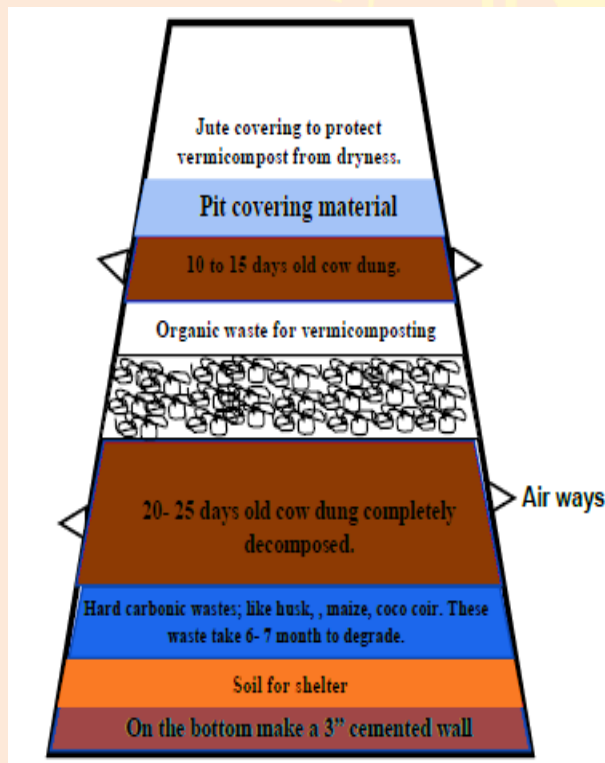 Jute covering to protect
vermicompost from dryness.
Pit covering material
10 to 15 days old cow dung.
Organic waste for vermicomposting
20- 25 days old cow dung completely
decomposed.
Air ways
Hard carbonic wastes; like husk, , maize, coco coir. These
waste take 6- 7 month to degrade.
Soil for shelter
On the bottom make a 3” cemented wall